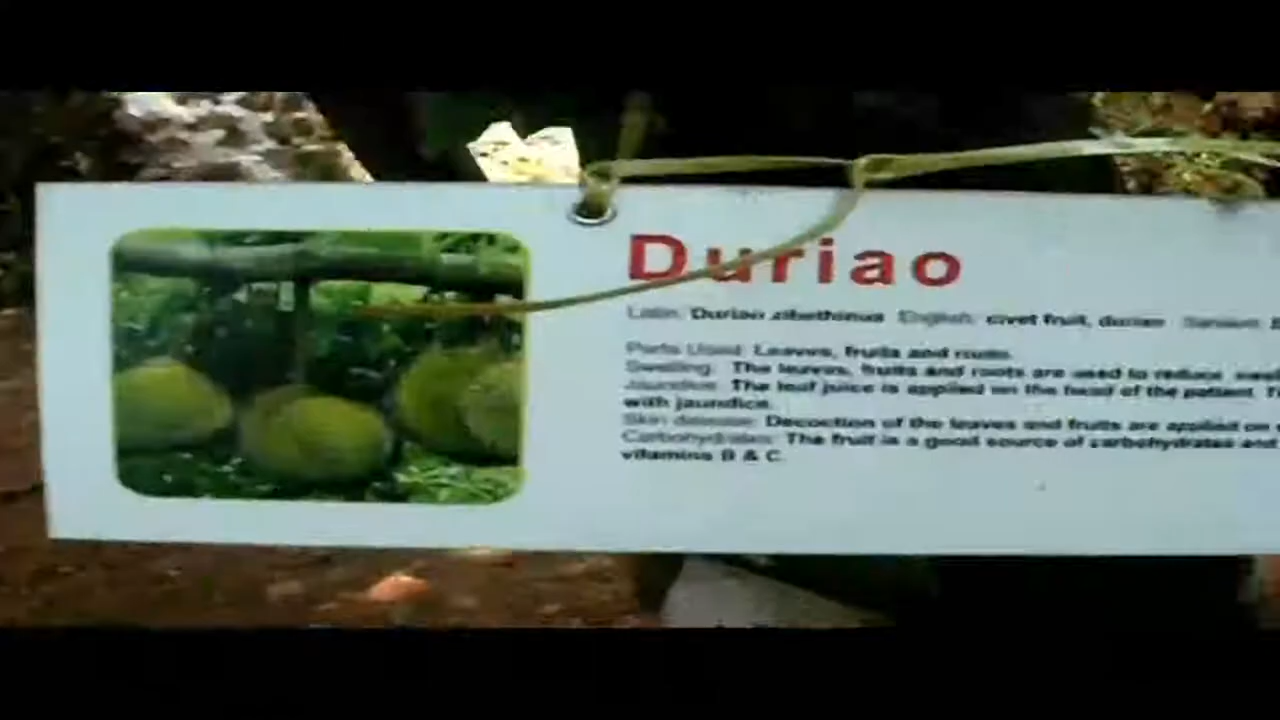 Duriao
Latin: Durian zibethinus English: civet fruit, durian
Parts Used: Leaves, fruits and roots.
Swelling: The leaves, fruits and roots are used to reduce
Jaundice: The leaf juice is applied on the head of the patient
with jaundice.
Skin disease: Decoction of the leaves and fruits are applied on
Carbohydrates: The fruit is a good source of carbohydrates and
vitamins B & C.